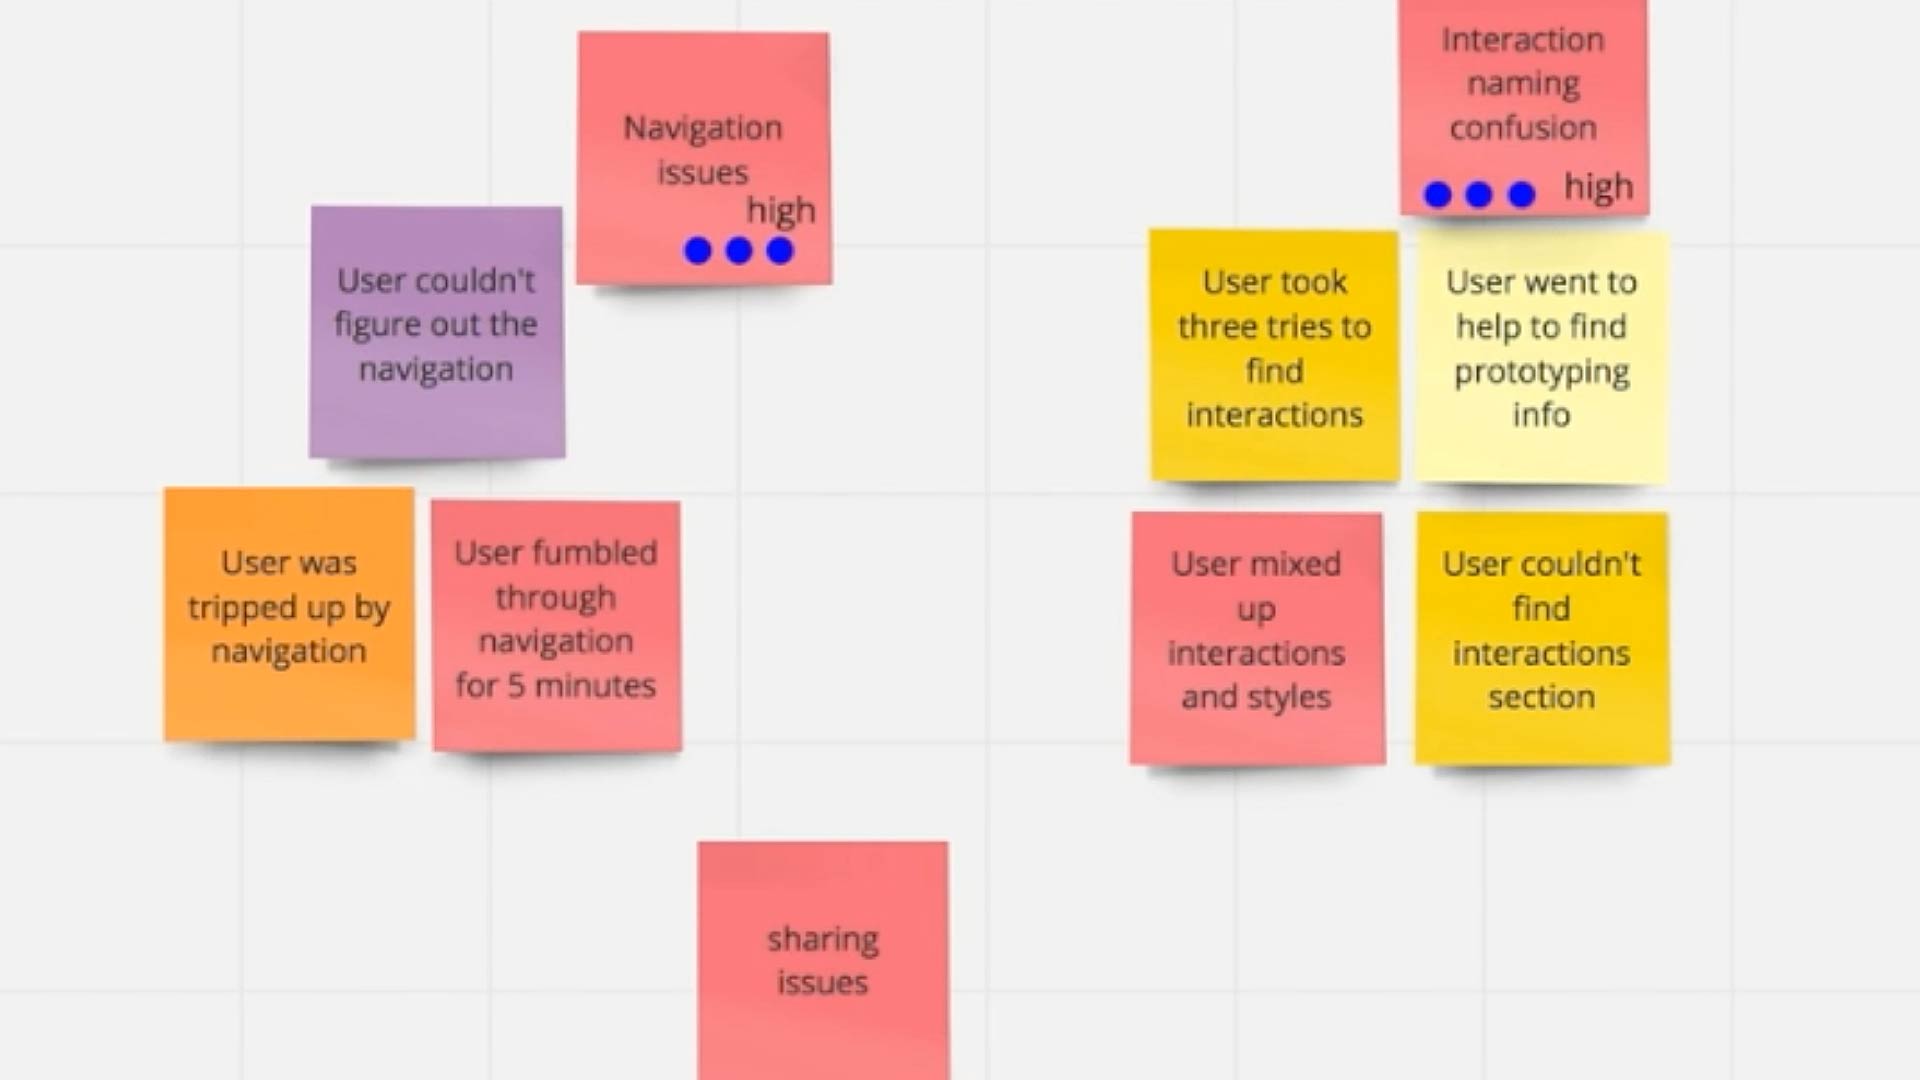 Navigation
issues
high
User couldn't
figure out the
navigation
User was
tripped up by
navigation
User fumbled
through
navigation
for 5 minutes
Interaction
naming
confusion
high
User took
three tries to
find
interactions
User went to
help to find
prototyping
info
User mixed
up
interactions
and styles
User couldn't
find
interactions
section
sharing
issues